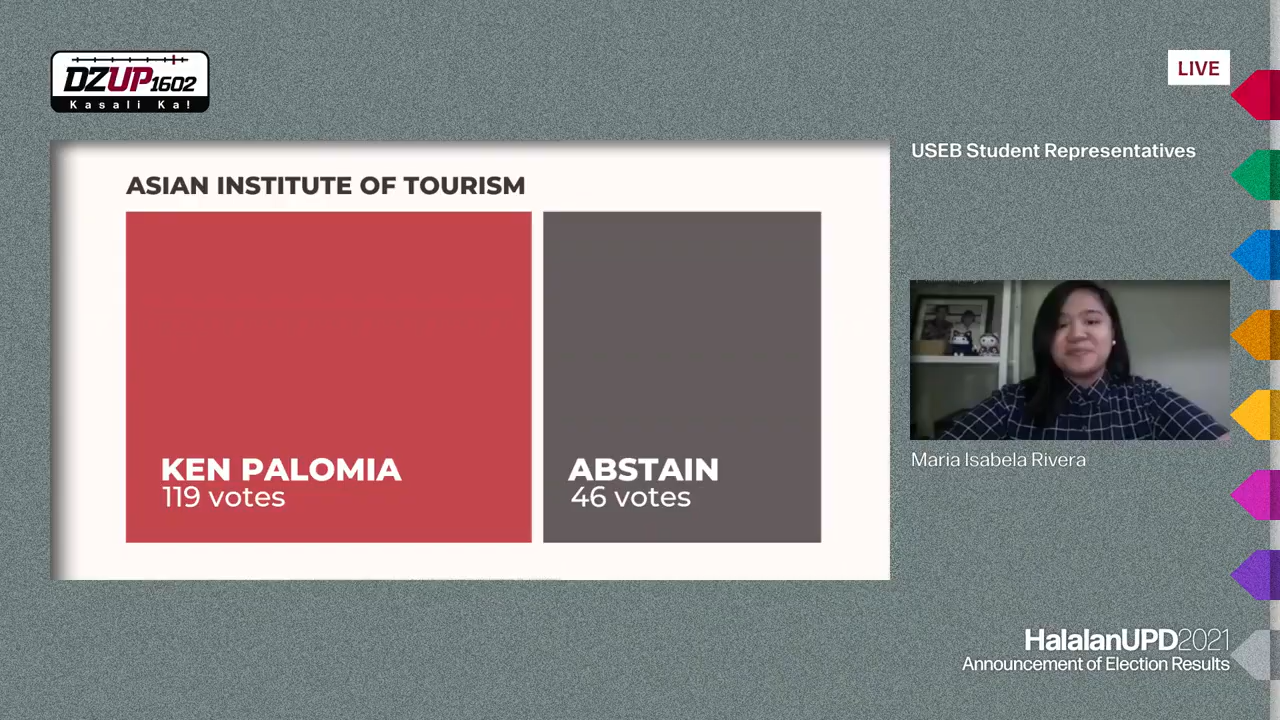 DZUP1602
Kasali Ka!
LIVE
USEB Student Representatives
ASIAN INSTITUTE OF TOURISM
KEN PALOMIA
119 votes
ABSTAIN
46 votes
Maria Isabela Rivera
HalalanUPD2021
Announcement of Election Results